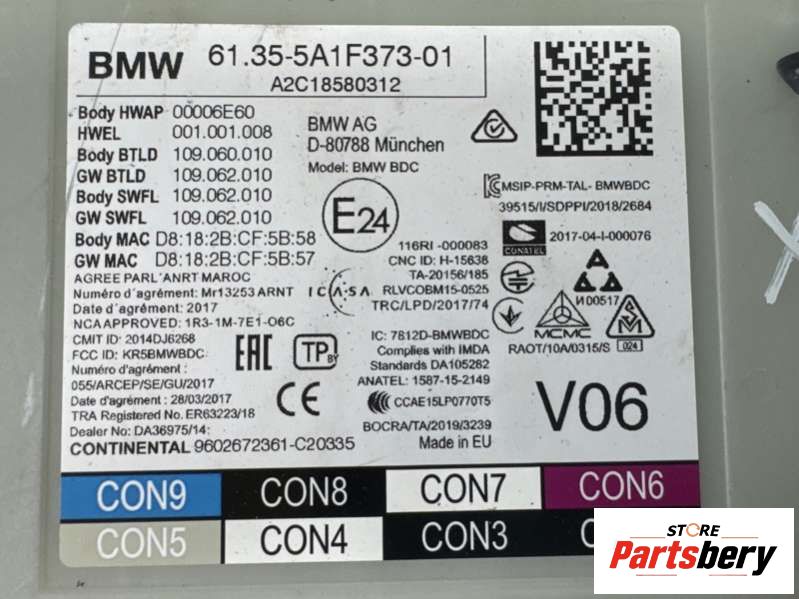 BMW 61.35-5A1F373-01
A2C18580312
Body HWAP 00006E60
HWEL 001.001.008
Body BTLD 109.060.010
GW BTLD 109.062.010
Body SWFL 109.062.010
GW SWFL 109.062.010
Body MAC D8:18:2B:CF:5B:58
GW MAC D8:18:2B:CF:5B:57
AGREE PARL'ANRT MAROC
Numéro d'agrément: Mr13253 ARNT
Date d'agrément: 2017
NCA APPROVED: 1R3-1M-7E1-O6C
CMIT ID: 2014DJ6268
FCC ID: KR5BMWBDC
Numéro d'agrément:
055/ARCEP/SE/GU/2017
Date d'agrément: 28/03/2017
TRA Registered No. ER63223/18
Dealer No: DA36975/14:
CONTINENTAL 9602672361-C20335
BMW AG
D-80788 München
Model: BMW BDC
E24
ICASA
EAC
TP BY
CE
116RI -000083
CNC ID: H-15638
TA-20156/185
RLVCOBM15-0525
TRC/LPD/2017/74
IC: 7812D-BMWBDC
Complies with IMDA
Standards DA105282
ANATEL: 1587-15-2149
CCAE15LP0770T5
BOCRA/TA/2019/3239
Made in EU
MSIP-PRM-TAL- BMWBDC
39515/I/SDPPI/2018/2684
CONATEL
2017-04-I-000076
И00517
MCMC
RAOT/10A/0315/S
024
V06
CON9 CON8 CON7 CON6
CON5 CON4 CON3
STORE
Partsbery